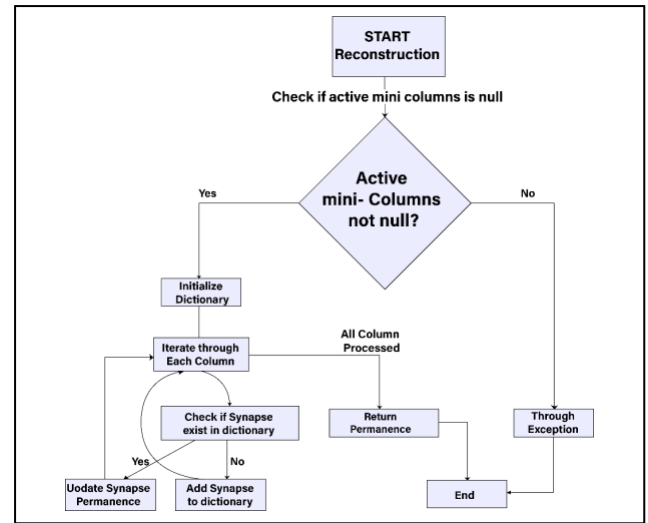 START
Reconstruction
Check if active mini columns is null
Active
mini- Columns
not null?
Yes
No
Initialize
Dictionary
Iterate through
Each Column
All Column
Processed
Check if Synapse
exist in dictionary
Return
Permanence
Through
Exception
Yes
No
Uodate Synapse
Permanence
Add Synapse
to dictionary
End